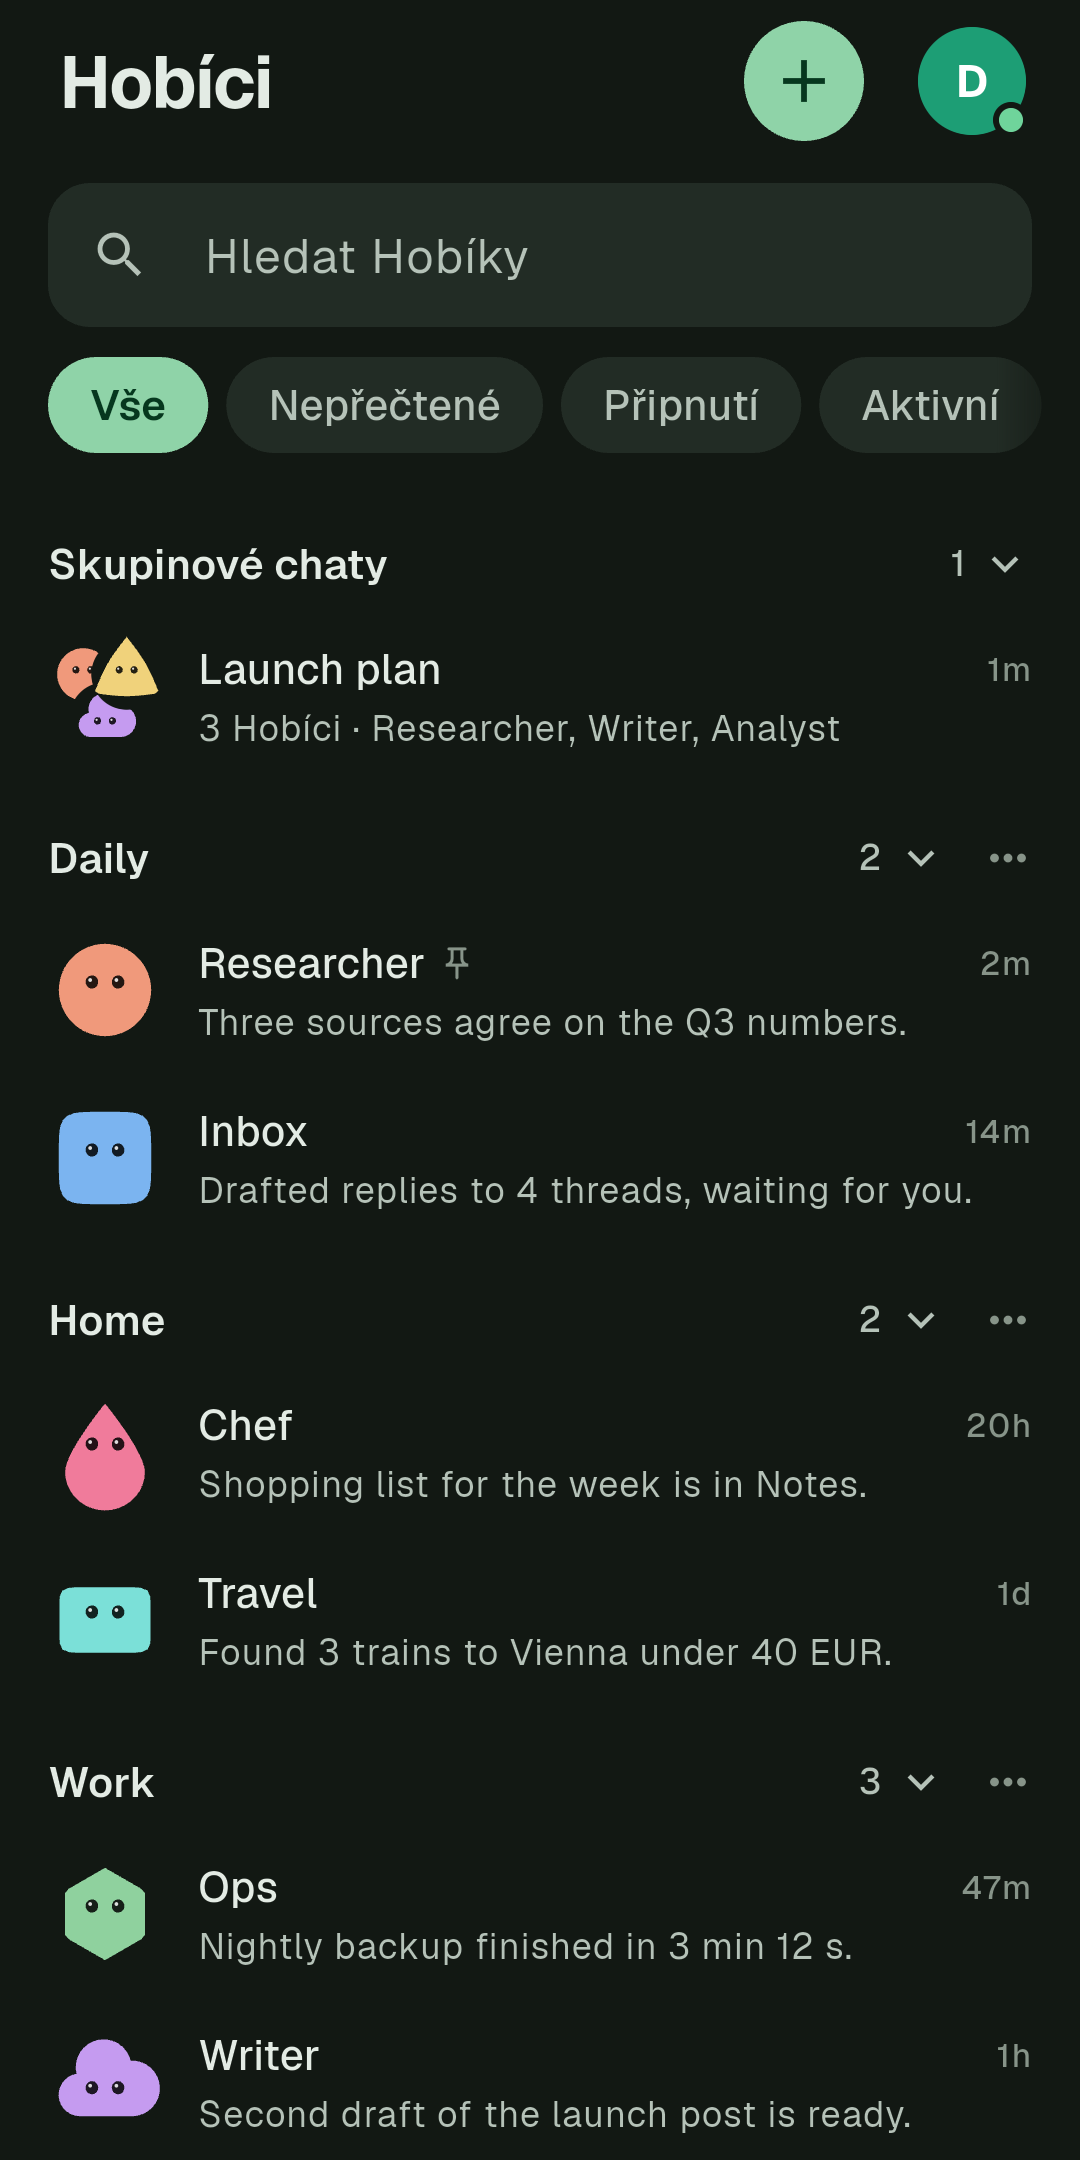 Hobíci
D
Hledat Hobíky
Vše Nepřečtené Připnutí Aktivní
Skupinové chaty 1
Launch plan 1m
3 Hobíci · Researcher, Writer, Analyst
Daily 2
Researcher 2m
Three sources agree on the Q3 numbers.
Inbox 14m
Drafted replies to 4 threads, waiting for you.
Home 2
Chef 20h
Shopping list for the week is in Notes.
Travel 1d
Found 3 trains to Vienna under 40 EUR.
Work 3
Ops 47m
Nightly backup finished in 3 min 12 s.
Writer 1h
Second draft of the launch post is ready.